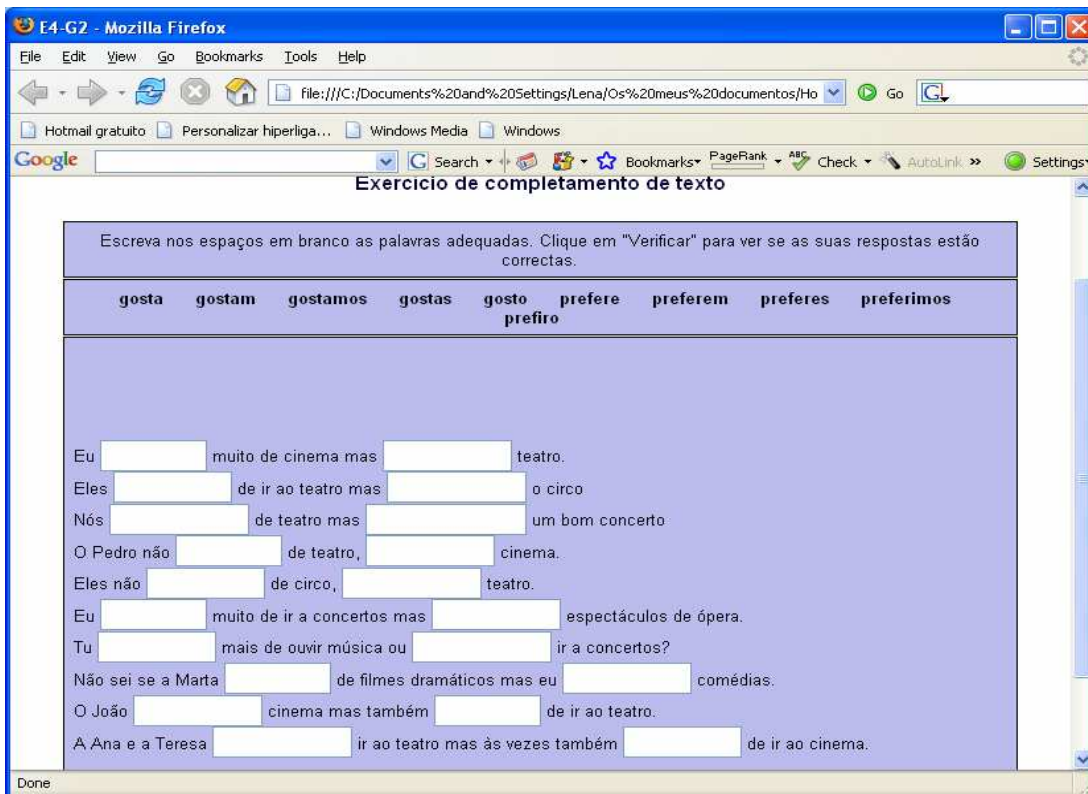 E4-G2 - Mozilla Firefox
File Edit View Go Bookmarks Tools Help
file:///C:/Documents%20and%20Settings/Lena/Os%20meus%20documentos/Ho Go G
Hotmail gratuito Personalizar hiperliga... Windows Media Windows
Google G Search Bookmarks PageRank ABC Check AutoLink » Settings
Exercício de completamento de texto
Escreva nos espaços em branco as palavras adequadas. Clique em "Verificar" para ver se as suas respostas estão
correctas.
gosta gostam gostamos gostas gosto prefere preferem preferes preferimos
prefiro
Eu muito de cinema mas teatro.
Eles de ir ao teatro mas o circo
Nós de teatro mas um bom concerto
O Pedro não de teatro, cinema.
Eles não de circo, teatro.
Eu muito de ir a concertos mas espectáculos de ópera.
Tu mais de ouvir música ou ir a concertos?
Não sei se a Marta de filmes dramáticos mas eu comédias.
O João cinema mas também de ir ao teatro.
A Ana e a Teresa ir ao teatro mas às vezes também de ir ao cinema.
Done